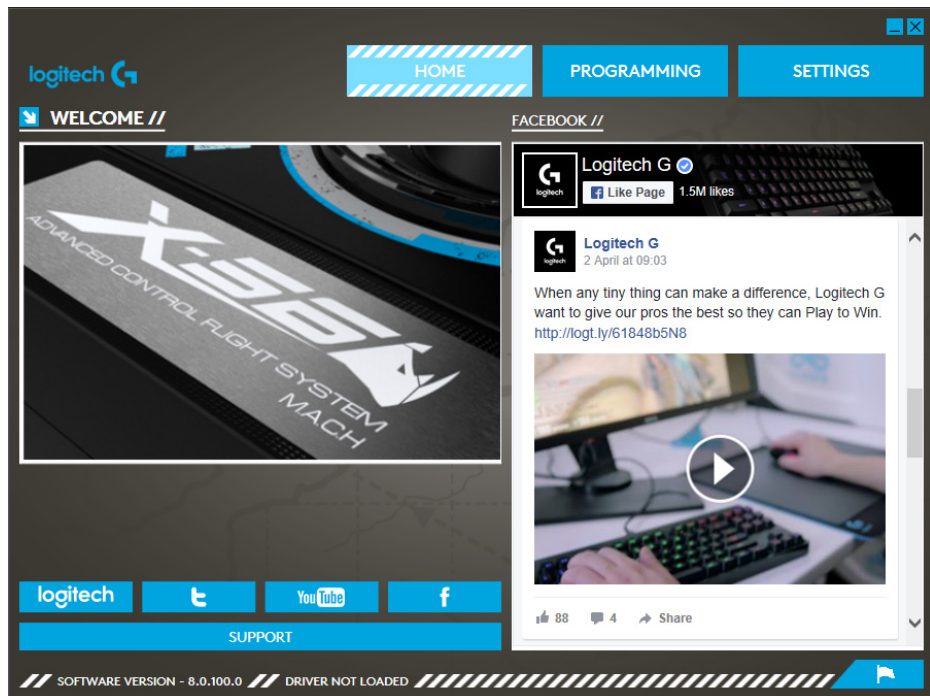 logitech G
HOME
PROGRAMMING
SETTINGS
WELCOME //
FACEBOOK //
X-56
ADVANCED CONTROL FLIGHT SYSTEM
MACH
logitech
Logitech G
Like Page
1.5M likes
logitech
Logitech G
2 April at 09:03
When any tiny thing can make a difference, Logitech G
want to give our pros the best so they can Play to Win.
http://logt.ly/61848b5N8
88
4
Share
logitech
YouTube
SUPPORT
SOFTWARE VERSION - 8.0.100.0 // DRIVER NOT LOADED